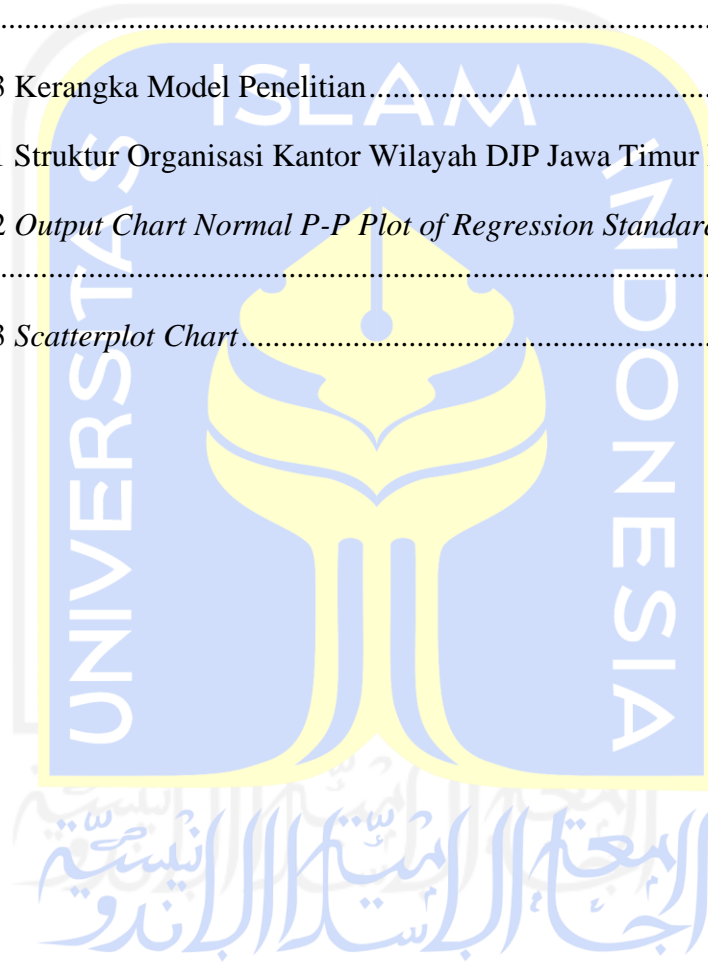 ........................................................................................................
3 Kerangka Model Penelitian..................................................
1 Struktur Organisasi Kantor Wilayah DJP Jawa Timur
2 Output Chart Normal P-P Plot of Regression
........................................................................................................
3 Scatterplot Chart....................................................................
ISLAM
UNIVERSITAS
INDONESIA